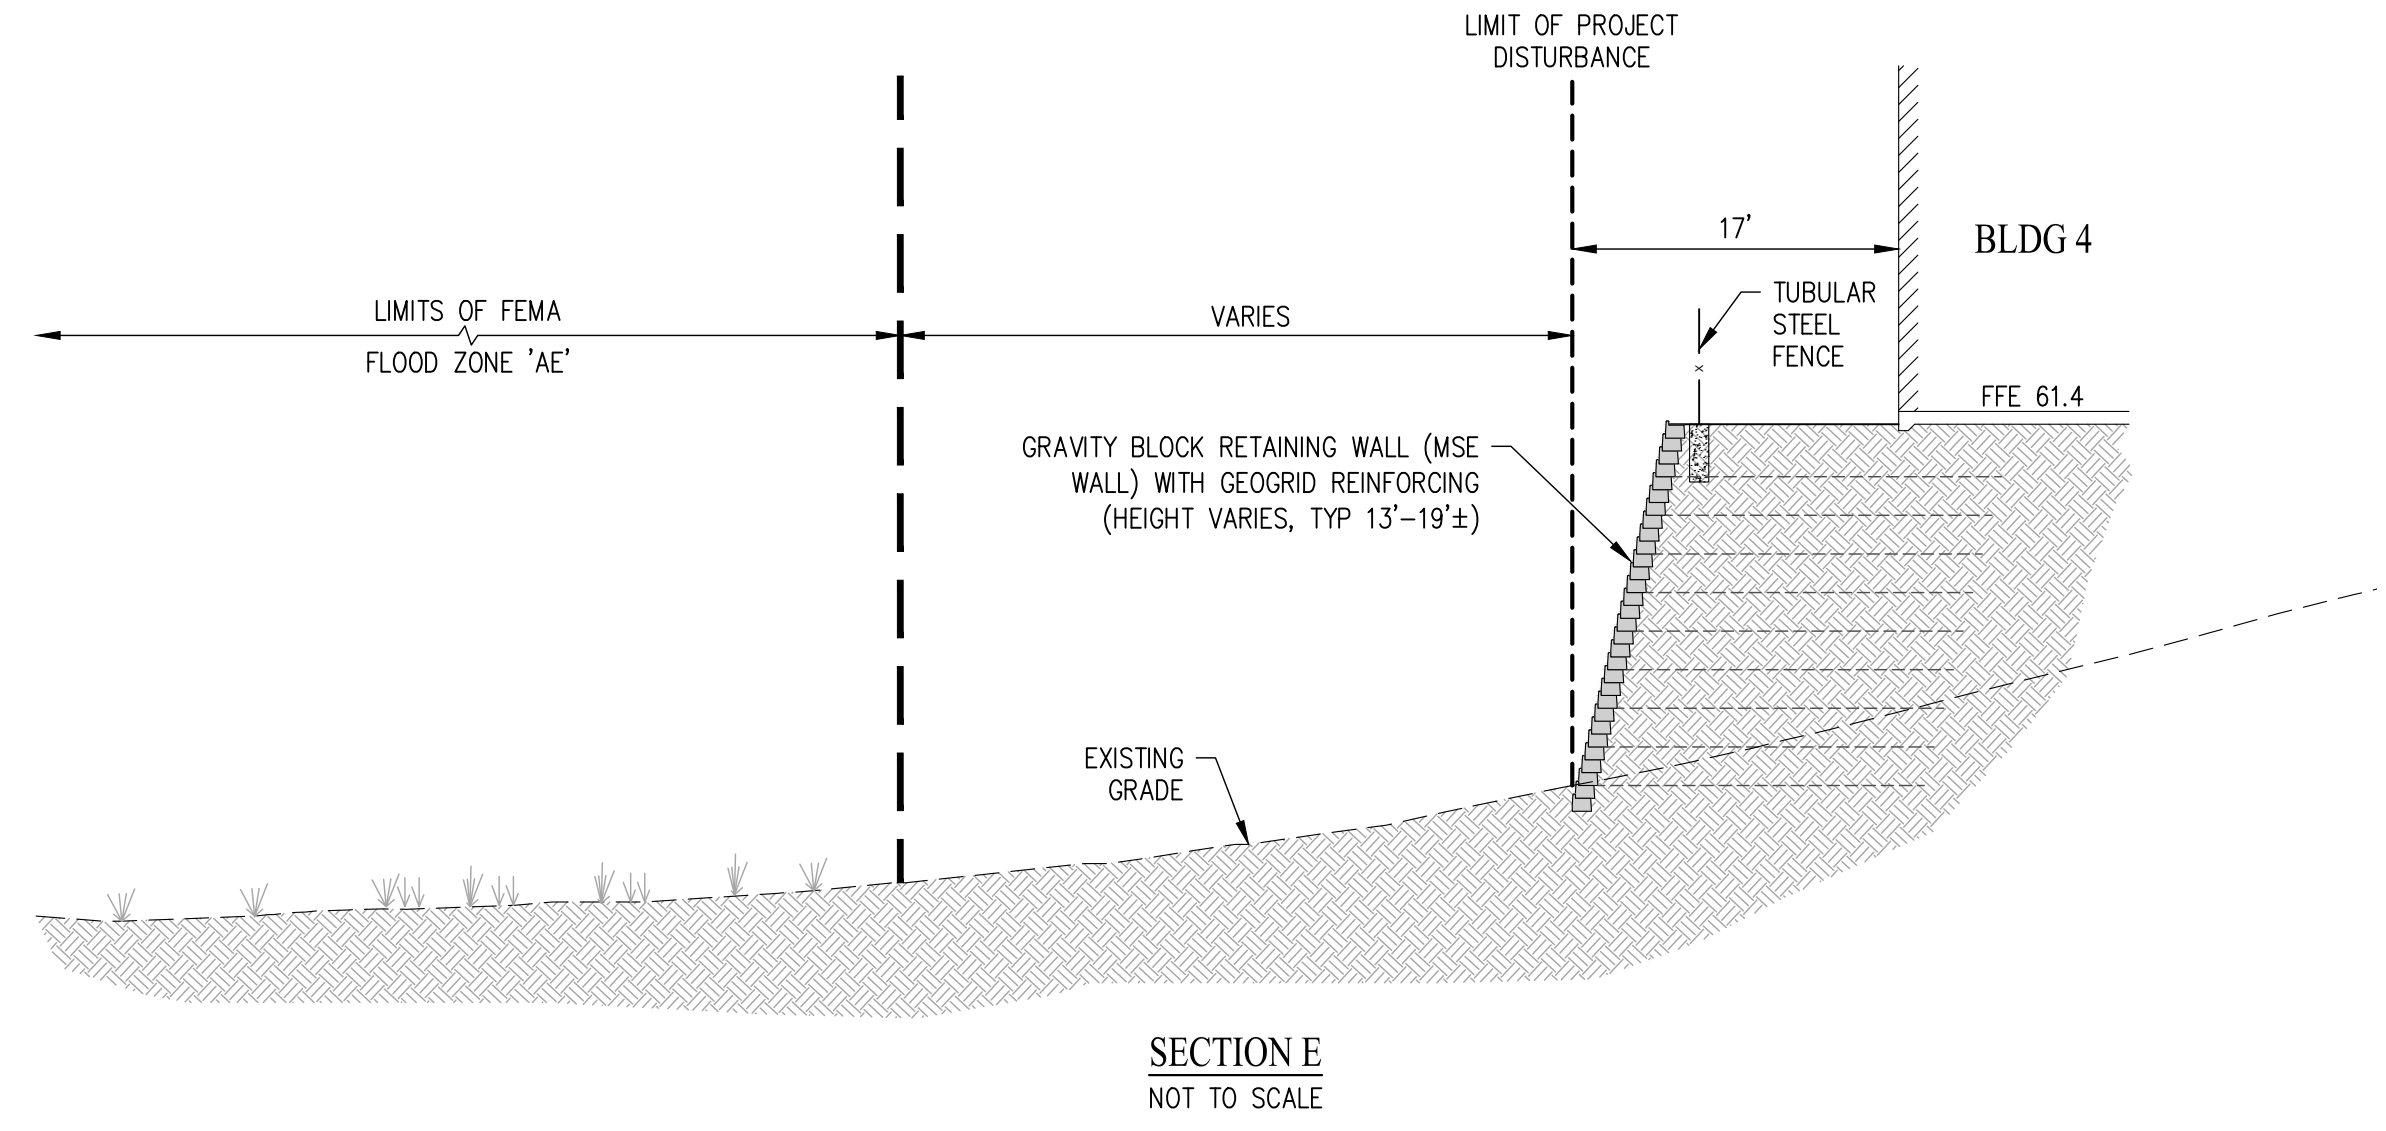 LIMIT OF PROJECT
DISTURBANCE
17'
BLDG 4
TUBULAR
STEEL
FENCE
LIMITS OF FEMA
FLOOD ZONE 'AE'
VARIES
FFE 61.4
GRAVITY BLOCK RETAINING WALL (MSE
WALL) WITH GEOGRID REINFORCING
(HEIGHT VARIES, TYP 13'-19'±)
x
EXISTING
GRADE
SECTION E
NOT TO SCALE